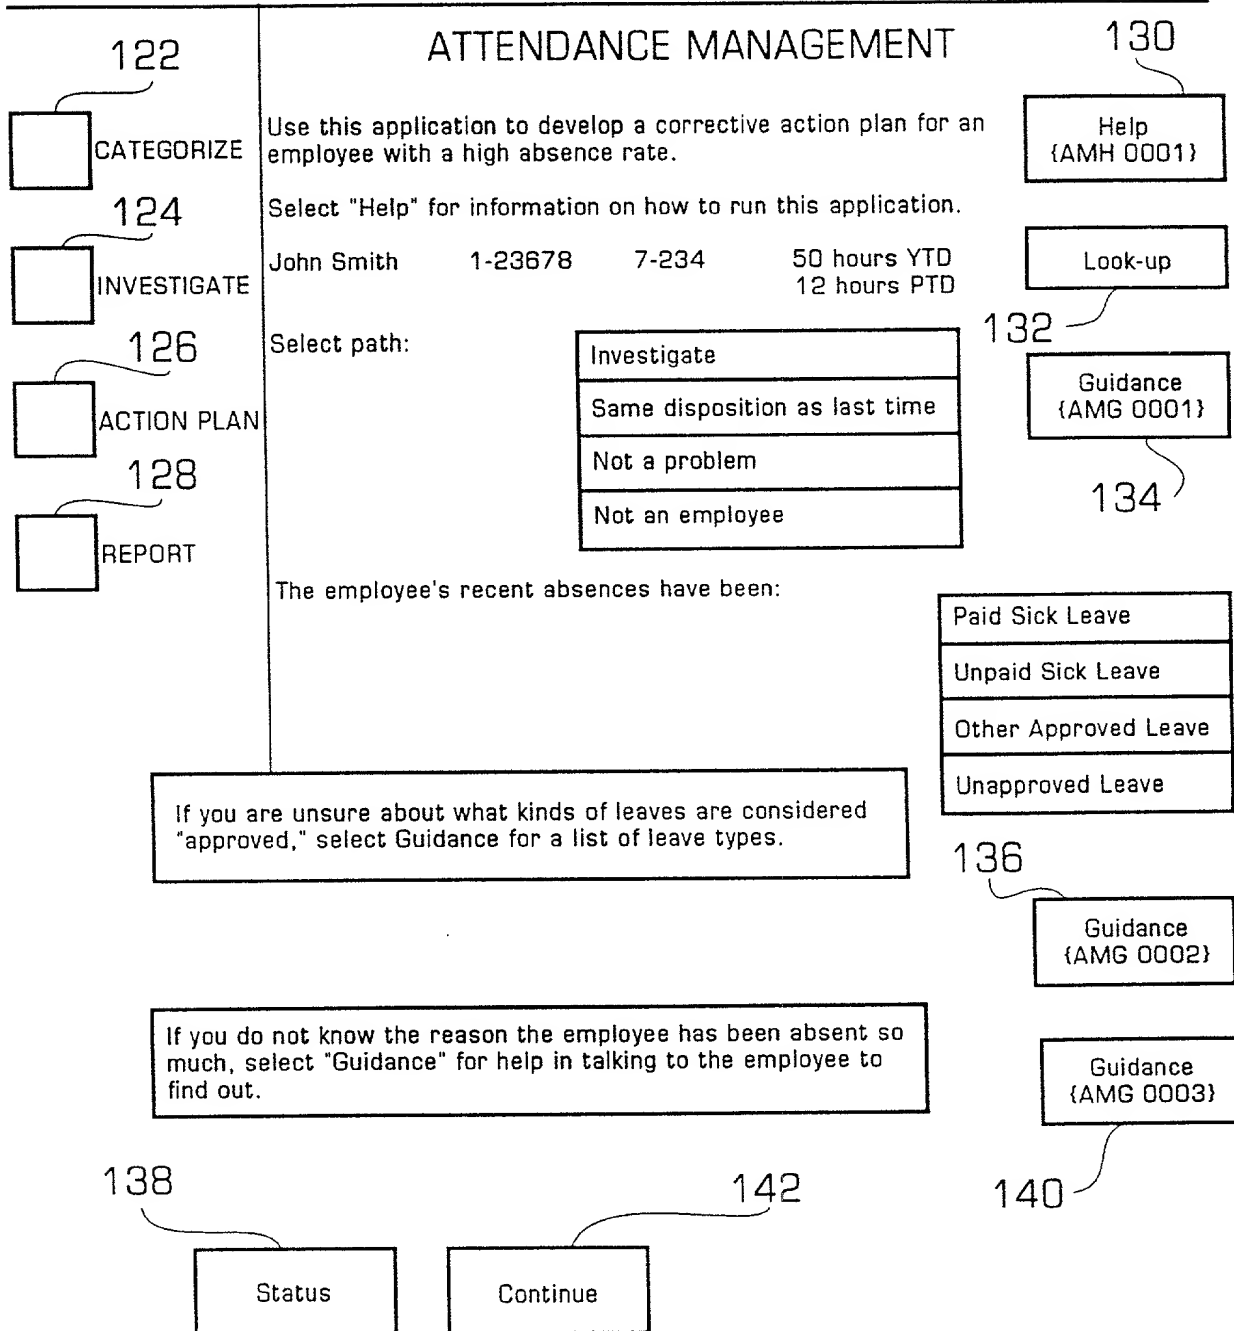 ATTENDANCE MANAGEMENT
122
130
CATEGORIZE
Use this application to develop a corrective action plan for an
employee with a high absence rate.
Help
{AMH 0001}
124
Select "Help" for information on how to run this application.
INVESTIGATE
John Smith 1-23678 7-234 50 hours YTD
12 hours PTD
Look-up
132
126
Select path:
Investigate
Same disposition as last time
Not a problem
Not an employee
Guidance
{AMG 0001}
134
ACTION PLAN
128
REPORT
The employee's recent absences have been:
Paid Sick Leave
Unpaid Sick Leave
Other Approved Leave
Unapproved Leave
If you are unsure about what kinds of leaves are considered
"approved," select Guidance for a list of leave types.
136
Guidance
{AMG 0002}
If you do not know the reason the employee has been absent so
much, select "Guidance" for help in talking to the employee to
find out.
Guidance
{AMG 0003}
138
142
140
Status
Continue